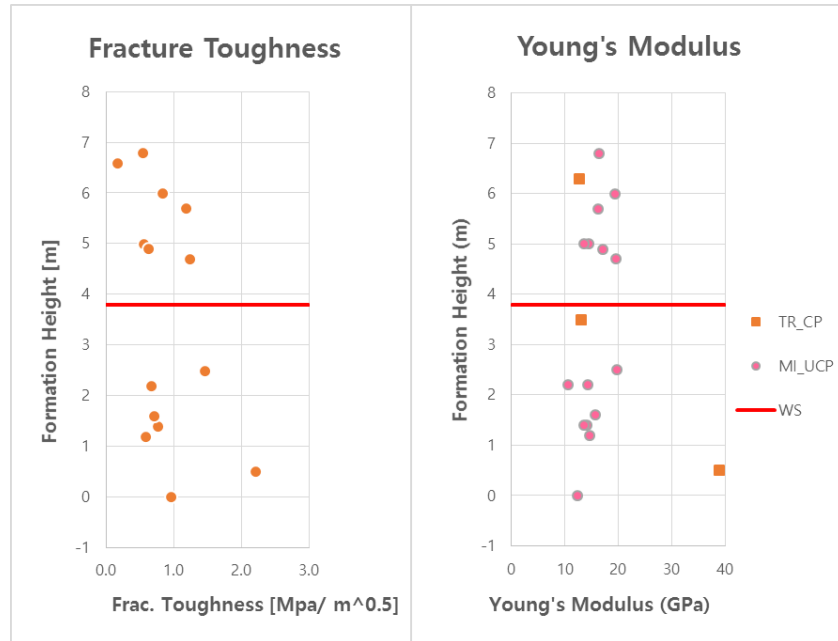 Fracture Toughness
8
7
6
5
4
3
2
1
0
-1
Formation Height [m]
0.0 1.0 2.0 3.0
Frac. Toughness [Mpa/ m^0.5]
Young's Modulus
8
7
6
5
4
3
2
1
0
-1
Formation Height (m)
0 10 20 30 40
Young's Modulus (GPa)
TR_CP
MI_UCP
WS